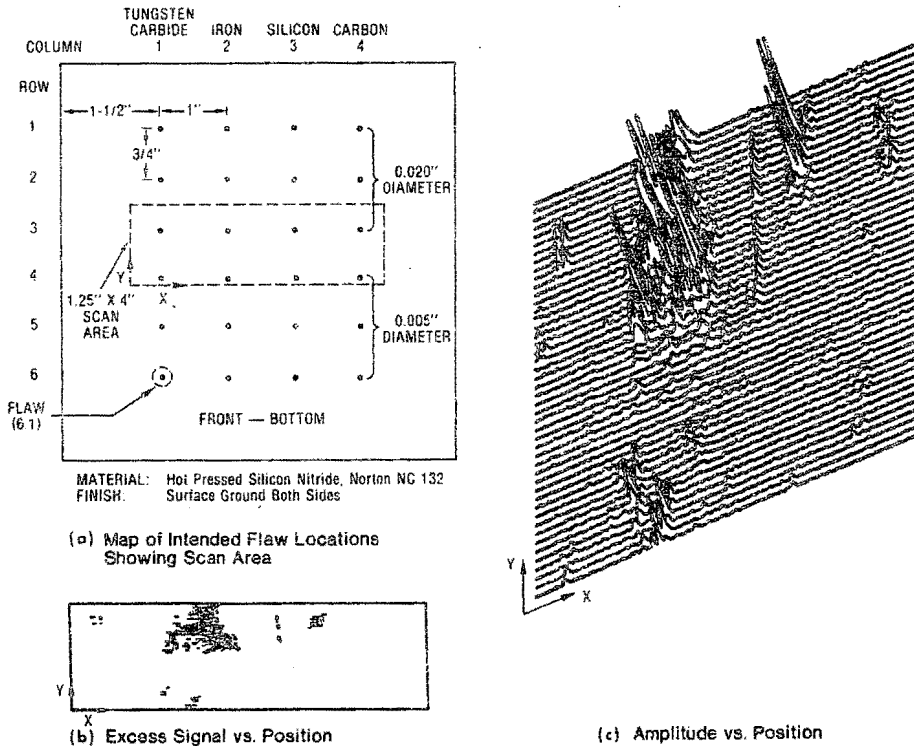 TUNGSTEN
CARBIDE IRON SILICON CARBON
COLUMN 1 2 3 4
ROW
1-1/2" 1"
1
3/4"
2
0.020"
DIAMETER
3
4
Y
X
1.25" X 4"
SCAN
AREA
5
0.005"
DIAMETER
6
FLAW
(6.1)
FRONT — BOTTOM
MATERIAL: Hot Pressed Silicon Nitride, Norton NC 132
FINISH: Surface Ground Both Sides
(a) Map of Intended Flaw Locations
Showing Scan Area
Y
X
(b) Excess Signal vs. Position
Y
X
(c) Amplitude vs. Position